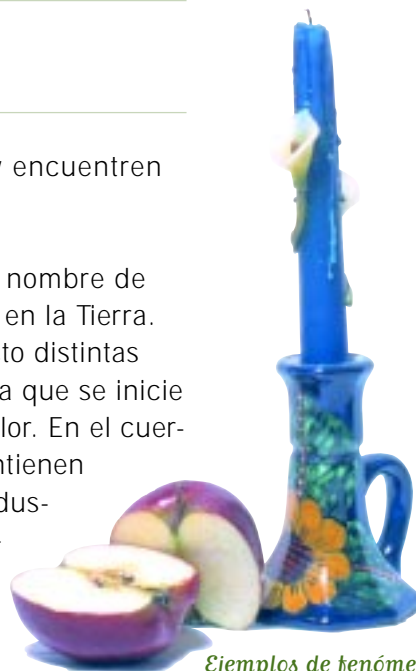 encuentren
nombre de
en la Tierra.
to distintas
a que se inicie
lor. En el cuer-
ntienen
dus-
Ejemplos de fenóme